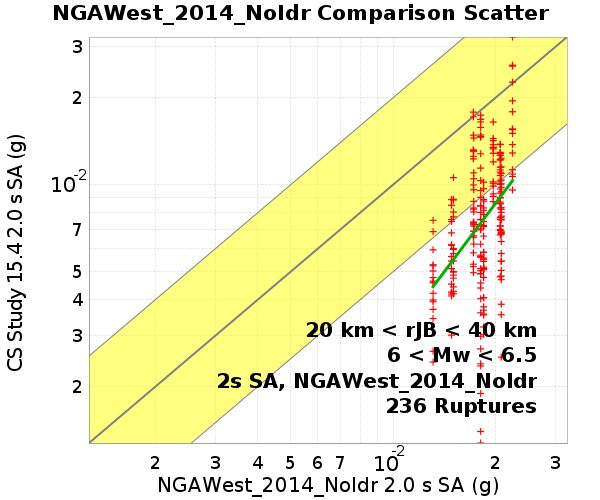 NGAWest_2014_NoIdr Comparison Scatter
CS Study 15.4 2.0 s SA (g)
3
2
10⁻²
7
5
4
3
2
20 km < rJB < 40 km
6 < Mw < 6.5
2s SA, NGAWest_2014_NoIdr
236 Ruptures
2 3 4 5 6 7 10⁻² 2 3
NGAWest_2014_NoIdr 2.0 s SA (g)